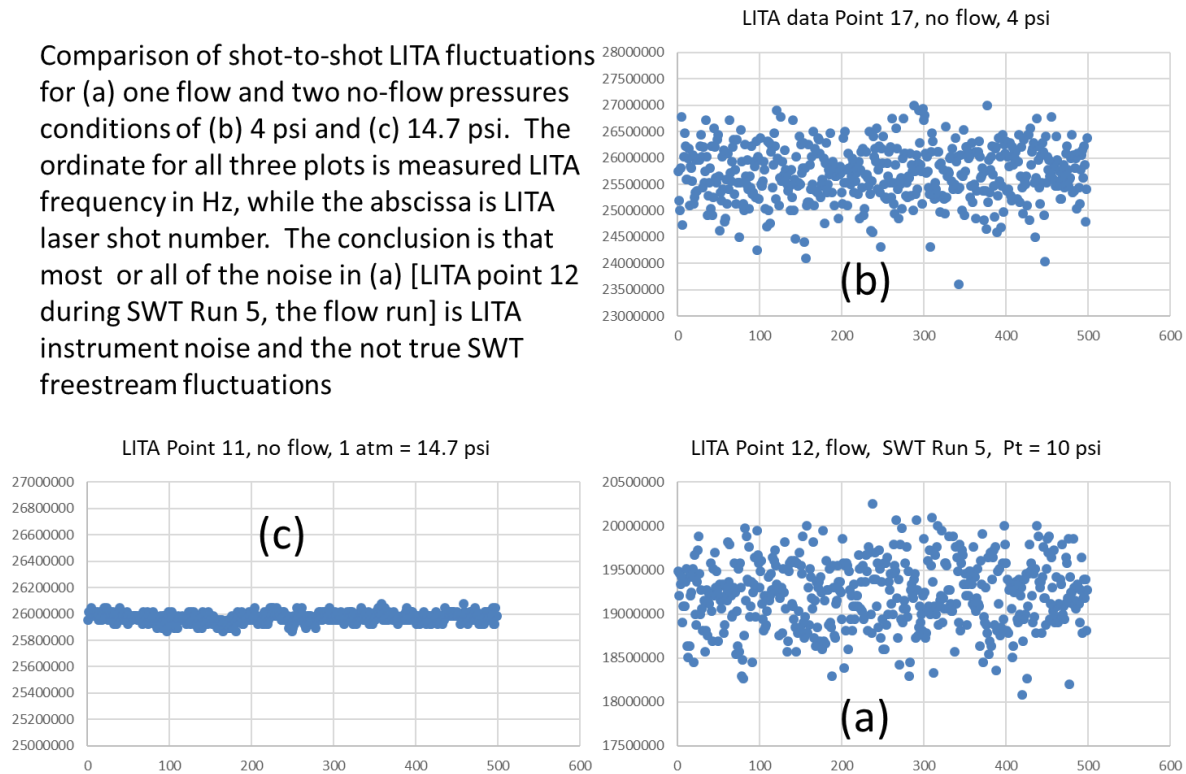 Comparison of shot-to-shot LITA fluctuations
for (a) one flow and two no-flow pressures
conditions of (b) 4 psi and (c) 14.7 psi. The
ordinate for all three plots is measured LITA
frequency in Hz, while the abscissa is LITA
laser shot number. The conclusion is that
most or all of the noise in (a) [LITA point 12
during SWT Run 5, the flow run] is LITA
instrument noise and the not true SWT
freestream fluctuations
LITA data Point 17, no flow, 4 psi
28000000
27500000
27000000
26500000
26000000
25500000
25000000
24500000
24000000
23500000
23000000
(b)
0 100 200 300 400 500 600
LITA Point 11, no flow, 1 atm = 14.7 psi
27000000
26800000
26600000
26400000
26200000
26000000
25800000
25600000
25400000
25200000
25000000
(c)
0 100 200 300 400 500 600
LITA Point 12, flow, SWT Run 5, Pt = 10 psi
20500000
20000000
19500000
19000000
18500000
18000000
17500000
(a)
0 100 200 300 400 500 600